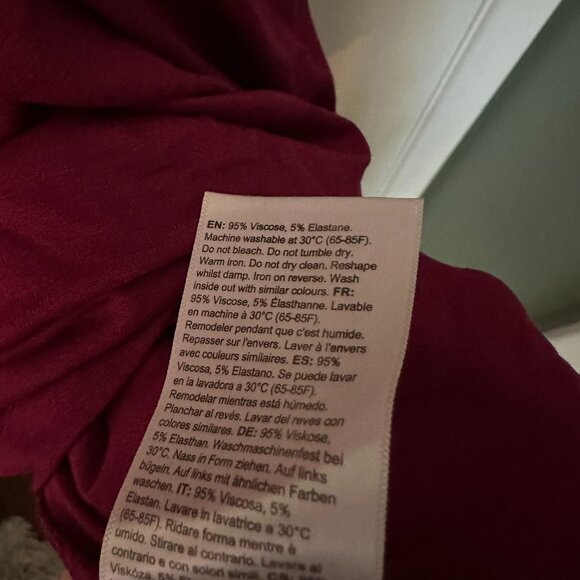 EN: 95% Viscose, 5% Elastane.
Machine washable at 30°C (65-85F).
Do not bleach. Do not tumble dry.
Warm iron. Do not dry clean. Reshape
whilst damp. Iron on reverse. Wash
inside out with similar colours. FR:
95% Viscose, 5% Élasthanne. Lavable
en machine à 30°C (65-85F).
Remodeler pendant que c'est humide.
Repasser sur l'envers. Laver à l'envers
avec couleurs similaires. ES: 95%
Viscosa, 5% Elastano. Se puede lavar
en la lavadora a 30°C (65-85F).
Remodelar mientras está húmedo.
Planchar al revés. Lavar del reves con
colores similares. DE: 95% Viskose,
5% Elasthan. Waschmaschinenfest bei
30°C. Nass in Form ziehen. Auf links
bügeln. Auf links mit ähnlichen Farben
waschen. IT: 95% Viscosa, 5%
Elastan. Lavare in lavatrice a 30°C
(65-85F). Ridare forma mentre è
umido. Stirare al contrario. Lavare al
contrario e con solori simili. CS: 95%
Viskóza, 5% Elastan